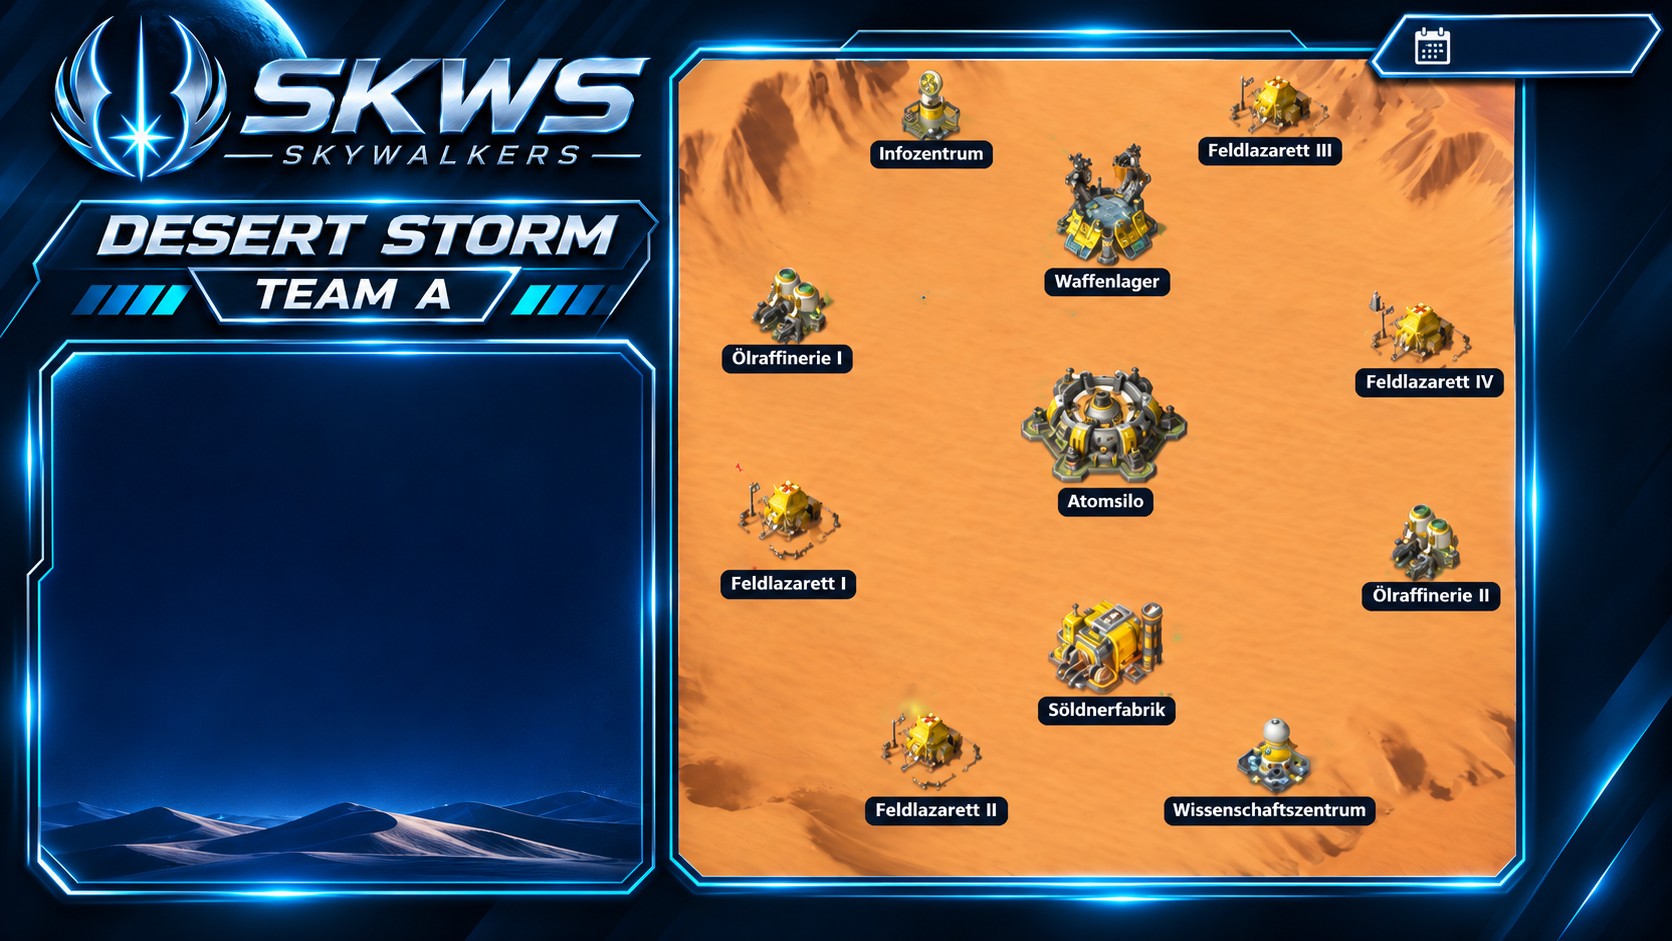 SKWS
SKYWALKERS
DESERT STORM
TEAM A
Infozentrum
Feldlazarett III
Waffenlager
Ölraffinerie I
Feldlazarett IV
Atomsilo
Feldlazarett I
Ölraffinerie II
Söldnerfabrik
Feldlazarett II
Wissenschaftszentrum